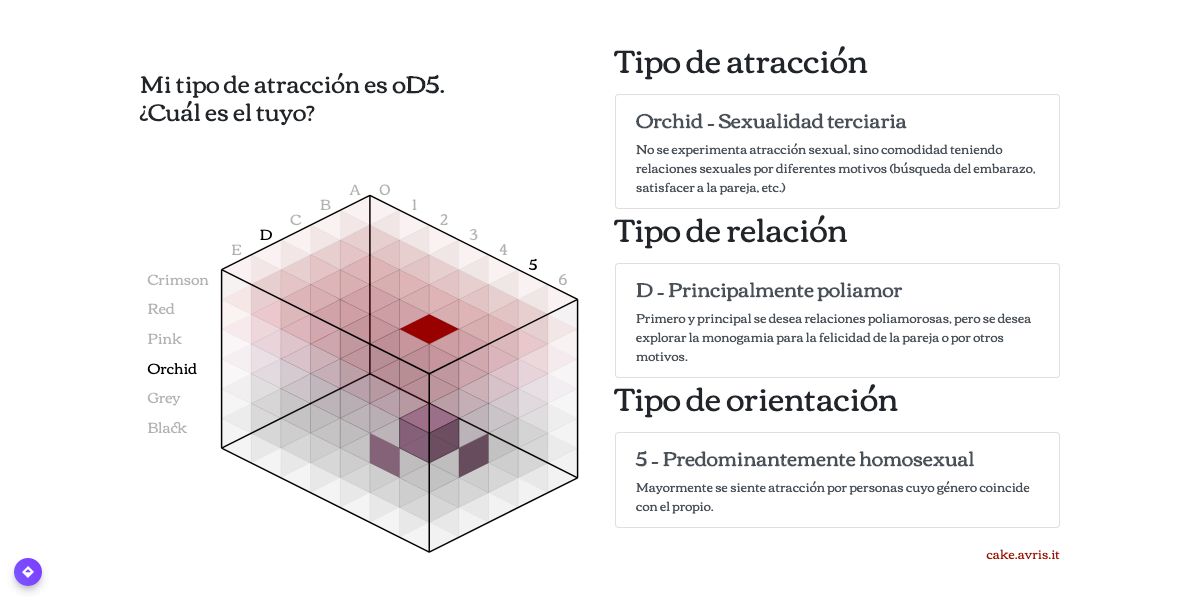 Mi tipo de atracción es oD5.
¿Cuál es el tuyo?
A
B
C
D
E
0
1
2
3
4
5
6
Crimson
Red
Pink
Orchid
Grey
Black
Tipo de atracción
Orchid - Sexualidad terciaria
No se experimenta atracción sexual, sino comodidad teniendo
relaciones sexuales por diferentes motivos (búsqueda del embarazo,
satisfacer a la pareja, etc.)
Tipo de relación
D - Principalmente poliamor
Primero y principal se desea relaciones poliamorosas, pero se desea
explorar la monogamia para la felicidad de la pareja o por otros
motivos.
Tipo de orientación
5 - Predominantemente homosexual
Mayormente se siente atracción por personas cuyo género coincide
con el propio.
cake.avris.it